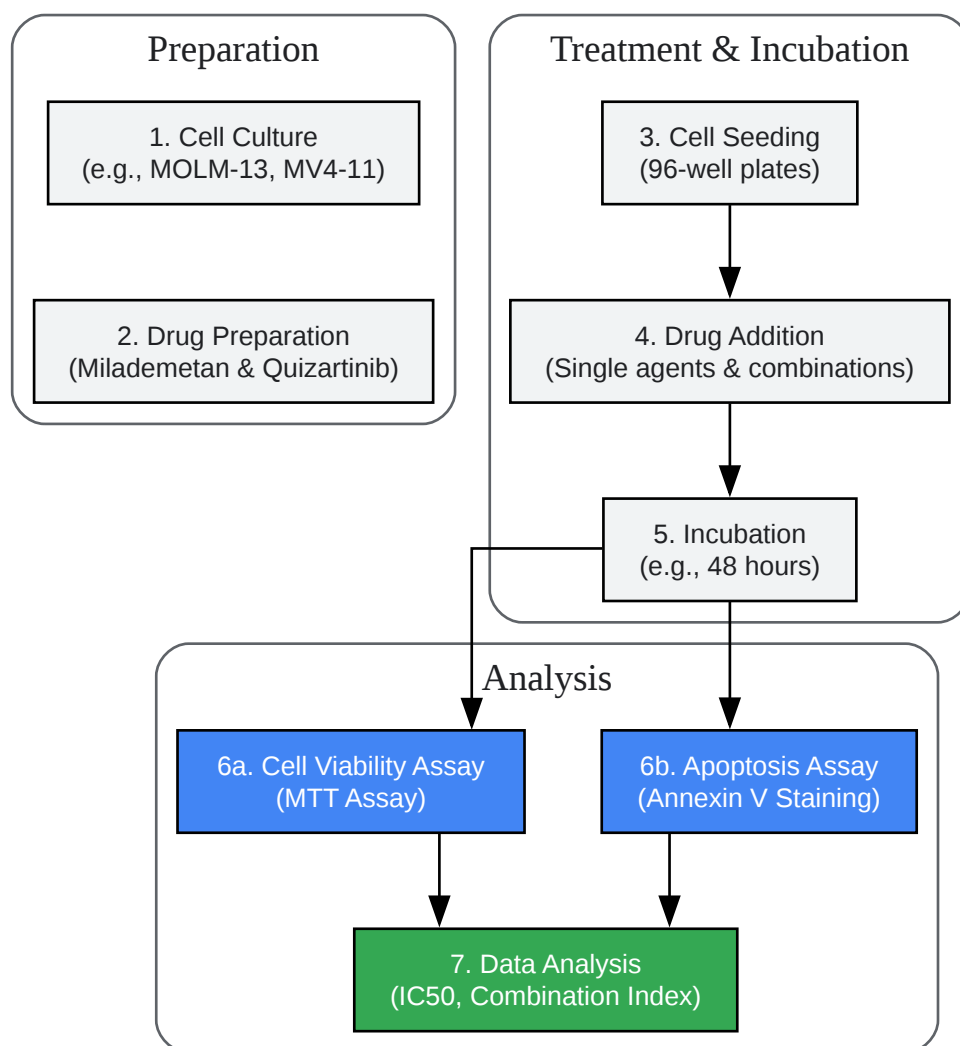 Preparation
1. Cell Culture
(e.g., MOLM-13, MV4-11)
2. Drug Preparation
(Milademetan & Quizartinib)
Treatment & Incubation
3. Cell Seeding
(96-well plates)
4. Drug Addition
(Single agents & combinations)
5. Incubation
(e.g., 48 hours)
Analysis
6a. Cell Viability Assay
(MTT Assay)
6b. Apoptosis Assay
(Annexin V Staining)
7. Data Analysis
(IC50, Combination Index)